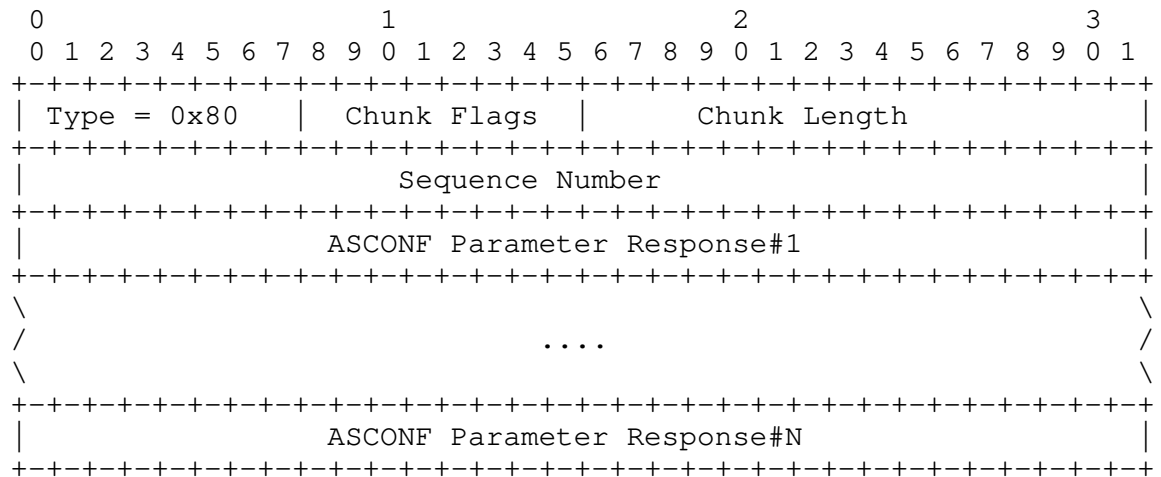 0                   1                   2                   3
 0 1 2 3 4 5 6 7 8 9 0 1 2 3 4 5 6 7 8 9 0 1 2 3 4 5 6 7 8 9 0 1
+-+-+-+-+-+-+-+-+-+-+-+-+-+-+-+-+-+-+-+-+-+-+-+-+-+-+-+-+-+-+-+-+
| Type = 0x80   |  Chunk Flags  |      Chunk Length             |
+-+-+-+-+-+-+-+-+-+-+-+-+-+-+-+-+-+-+-+-+-+-+-+-+-+-+-+-+-+-+-+-+
|                     Sequence Number                           |
+-+-+-+-+-+-+-+-+-+-+-+-+-+-+-+-+-+-+-+-+-+-+-+-+-+-+-+-+-+-+-+-+
|                 ASCONF Parameter Response#1                   |
+-+-+-+-+-+-+-+-+-+-+-+-+-+-+-+-+-+-+-+-+-+-+-+-+-+-+-+-+-+-+-+-+
\                                                               \
/                             ....                              /
\                                                               \
+-+-+-+-+-+-+-+-+-+-+-+-+-+-+-+-+-+-+-+-+-+-+-+-+-+-+-+-+-+-+-+-+
|                 ASCONF Parameter Response#N                   |
+-+-+-+-+-+-+-+-+-+-+-+-+-+-+-+-+-+-+-+-+-+-+-+-+-+-+-+-+-+-+-+-+